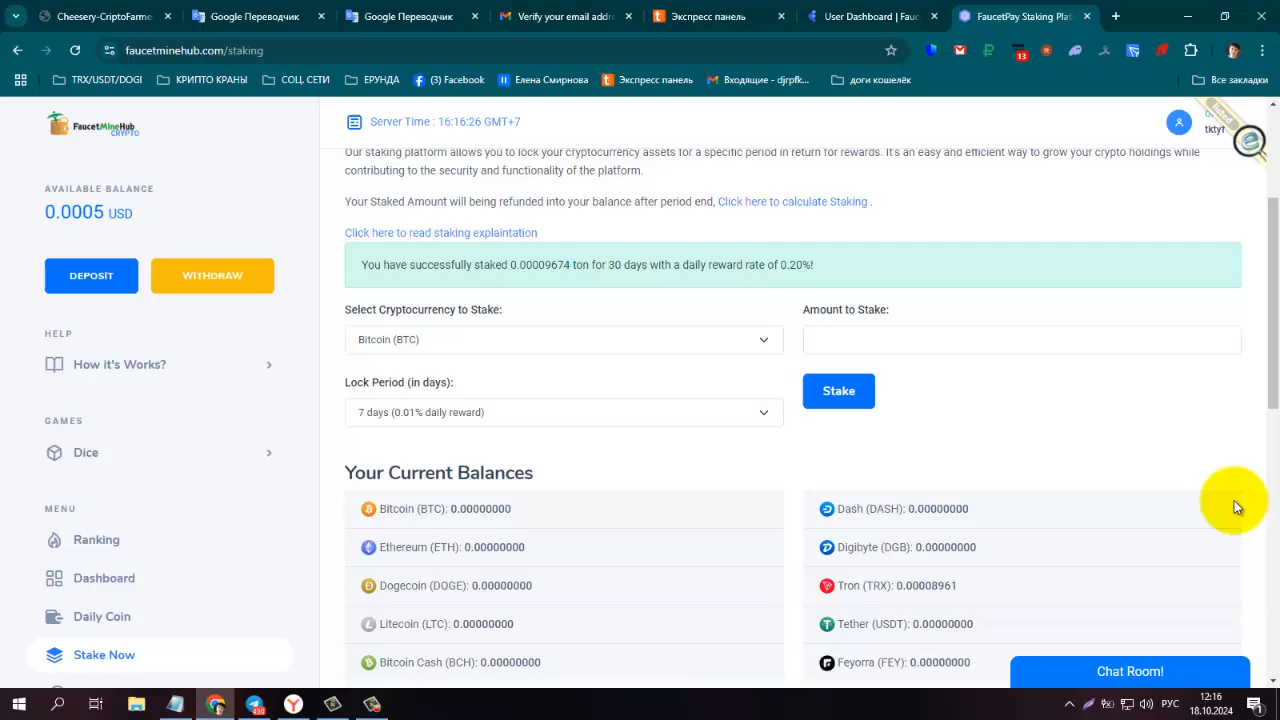 Cheesery-CriptoFarme
Google Переводчик
Google Переводчик
Verify your email addre
Экспресс панель
User Dashboard | Fauc
FaucetPay Staking Plat
faucetminehub.com/staking
13
TRX/USDT/DOGI
КРИПТО КРАНЫ
СОЦ. СЕТИ
ЕРУНДА
(3) Facebook
Елена Смирнова
Экспресс панель
Входящие - djrpfk...
доги кошелёк
Все закладки
FaucetMineHub
CRYPTO
Server Time : 16:16:26 GMT+7
tktyf
Our staking platform allows you to lock your cryptocurrency assets for a specific period in return for rewards. It's an easy and efficient way to grow your crypto holdings while
contributing to the security and functionality of the platform.
Your Staked Amount will being refunded into your balance after period end, Click here to calculate Staking .
Click here to read staking explaintation
You have successfully staked 0.00009674 ton for 30 days with a daily reward rate of 0.20%!
AVAILABLE BALANCE
0.0005 USD
DEPOSIT
WITHDRAW
HELP
How it's Works?
GAMES
Dice
MENU
Ranking
Dashboard
Daily Coin
Stake Now
Select Cryptocurrency to Stake:
Bitcoin (BTC)
Amount to Stake:
Lock Period (in days):
7 days (0.01% daily reward)
Stake
Your Current Balances
Bitcoin (BTC): 0.00000000
Dash (DASH): 0.00000000
Ethereum (ETH): 0.00000000
Digibyte (DGB): 0.00000000
Dogecoin (DOGE): 0.00000000
Tron (TRX): 0.00008961
Litecoin (LTC): 0.00000000
Tether (USDT): 0.00000000
Bitcoin Cash (BCH): 0.00000000
Feyorra (FEY): 0.00000000
Chat Room!
430
РУС
12:16
18.10.2024